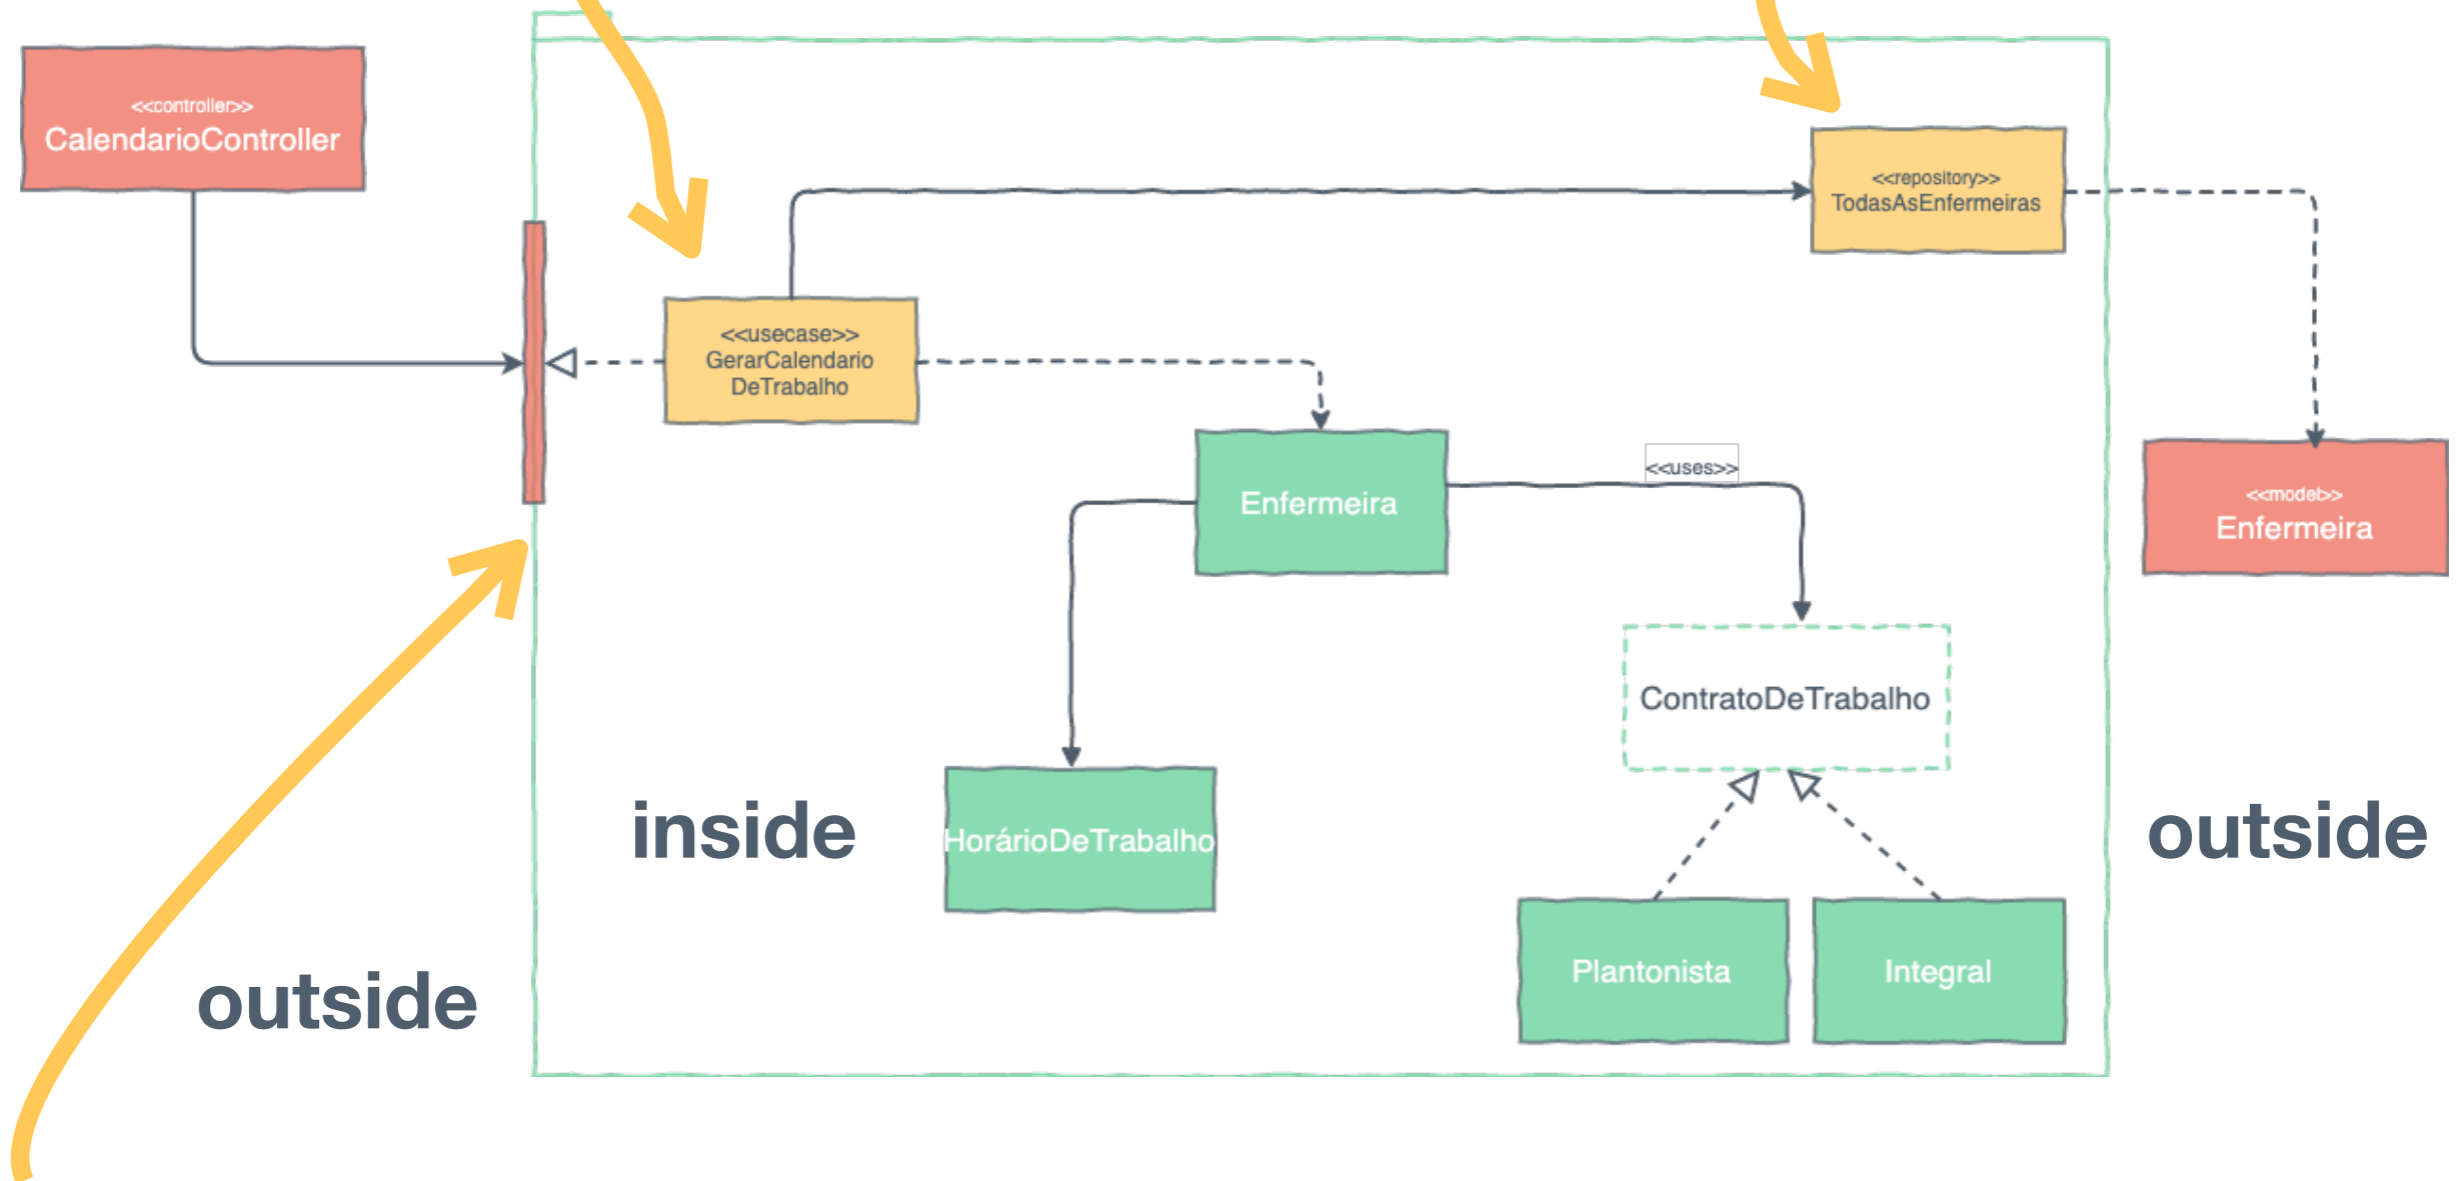 <<controller>>
CalendarioController
<<repository>>
TodasAsEnfermeiras
<<usecase>>
GerarCalendario
DeTrabalho
Enfermeira
<<uses>>
<<model>>
Enfermeira
ContratoDeTrabalho
inside
HorárioDeTrabalho
outside
Plantonista
Integral
outside